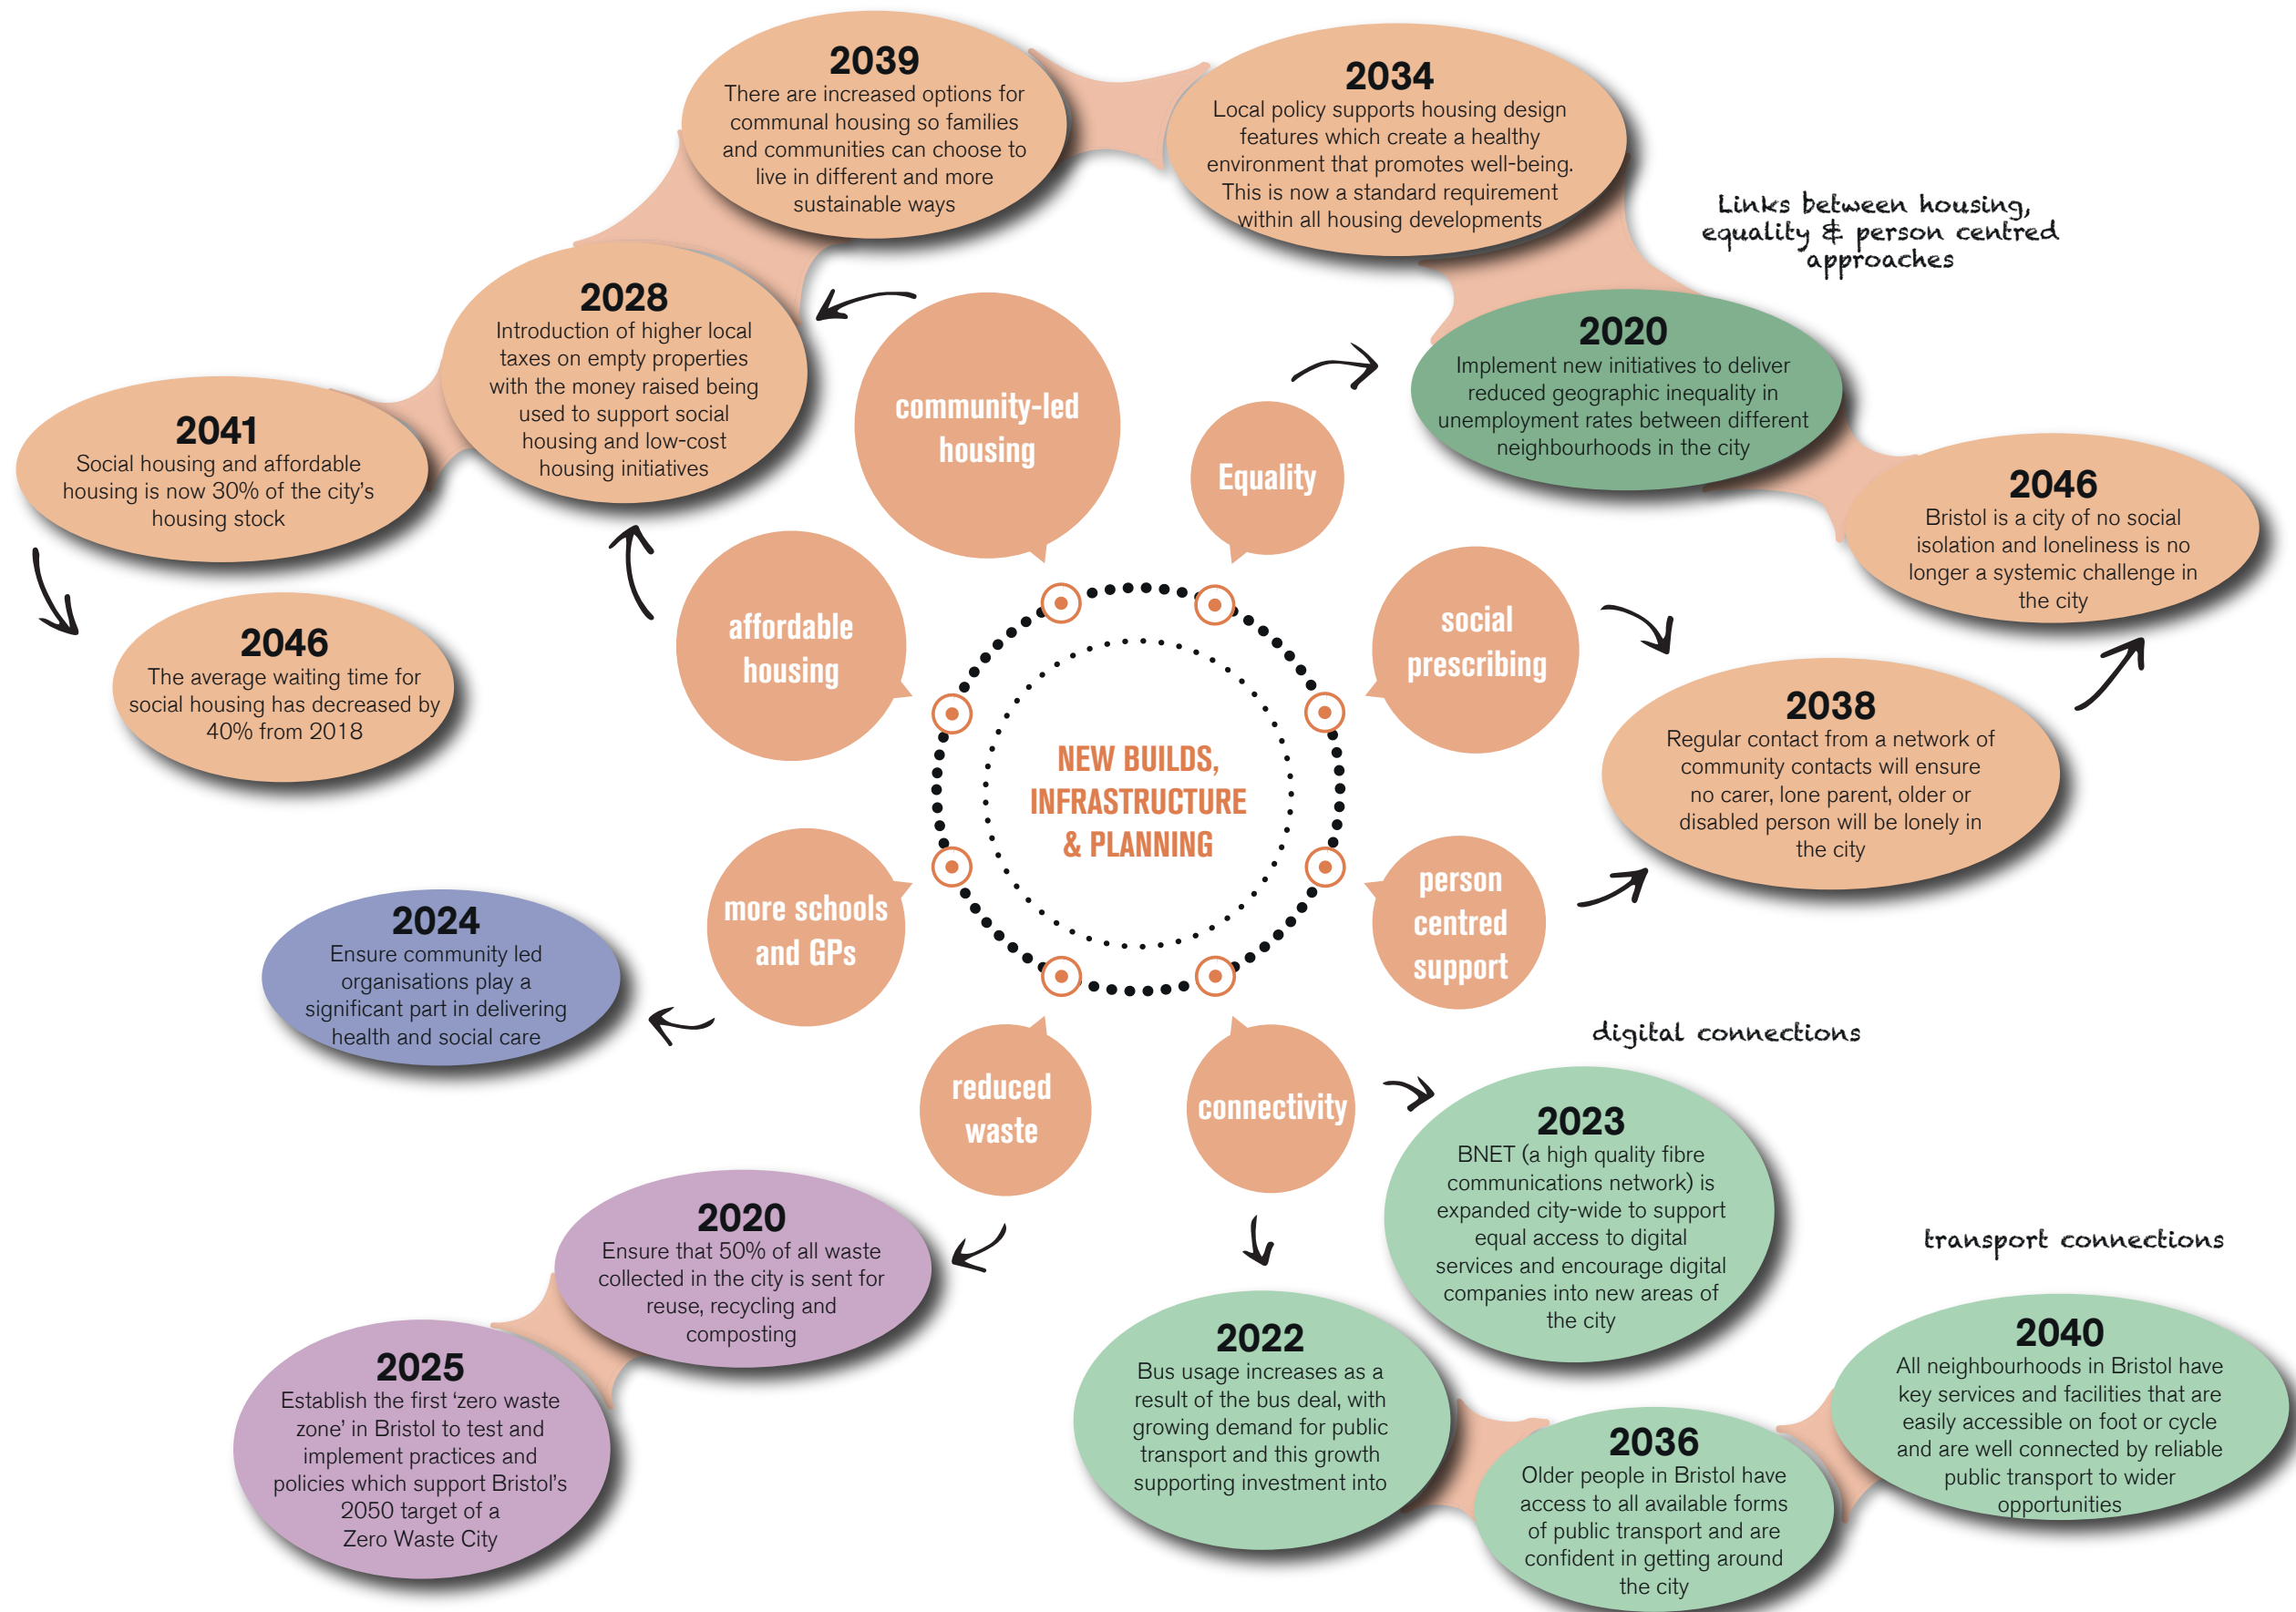 2039
There are increased options for
communal housing so families
and communities can choose to
live in different and more
sustainable ways
2034
Local policy supports housing design
features which create a healthy
environment that promotes well-being.
This is now a standard requirement
within all housing developments
Links between housing,
equality & person centred
approaches
2028
Introduction of higher local
taxes on empty properties
with the money raised being
used to support social
housing and low-cost
housing initiatives
2020
Implement new initiatives to deliver
reduced geographic inequality in
unemployment rates between different
neighbourhoods in the city
2041
Social housing and affordable
housing is now 30% of the city's
housing stock
2046
Bristol is a city of no social
isolation and loneliness is no
longer a systemic challenge in
the city
2046
The average waiting time for
social housing has decreased by
40% from 2018
community-led
housing
Equality
affordable
housing
social
prescribing
NEW BUILDS,
INFRASTRUCTURE
& PLANNING
2038
Regular contact from a network of
community contacts will ensure
no carer, lone parent, older or
disabled person will be lonely in
the city
more schools
and GPs
person
centred
support
2024
Ensure community led
organisations play a
significant part in delivering
health and social care
reduced
waste
connectivity
digital connections
2023
BNET (a high quality fibre
communications network) is
expanded city-wide to support
equal access to digital
services and encourage digital
companies into new areas of
the city
2020
Ensure that 50% of all waste
collected in the city is sent for
reuse, recycling and
composting
2025
Establish the first ‘zero waste
zone’ in Bristol to test and
implement practices and
policies which support Bristol’s
2050 target of a
Zero Waste City
transport connections
2022
Bus usage increases as a
result of the bus deal, with
growing demand for public
transport and this growth
supporting investment into
2036
Older people in Bristol have
access to all available forms
of public transport and are
confident in getting around
the city
2040
All neighbourhoods in Bristol have
key services and facilities that are
easily accessible on foot or cycle
and are well connected by reliable
public transport to wider
opportunities